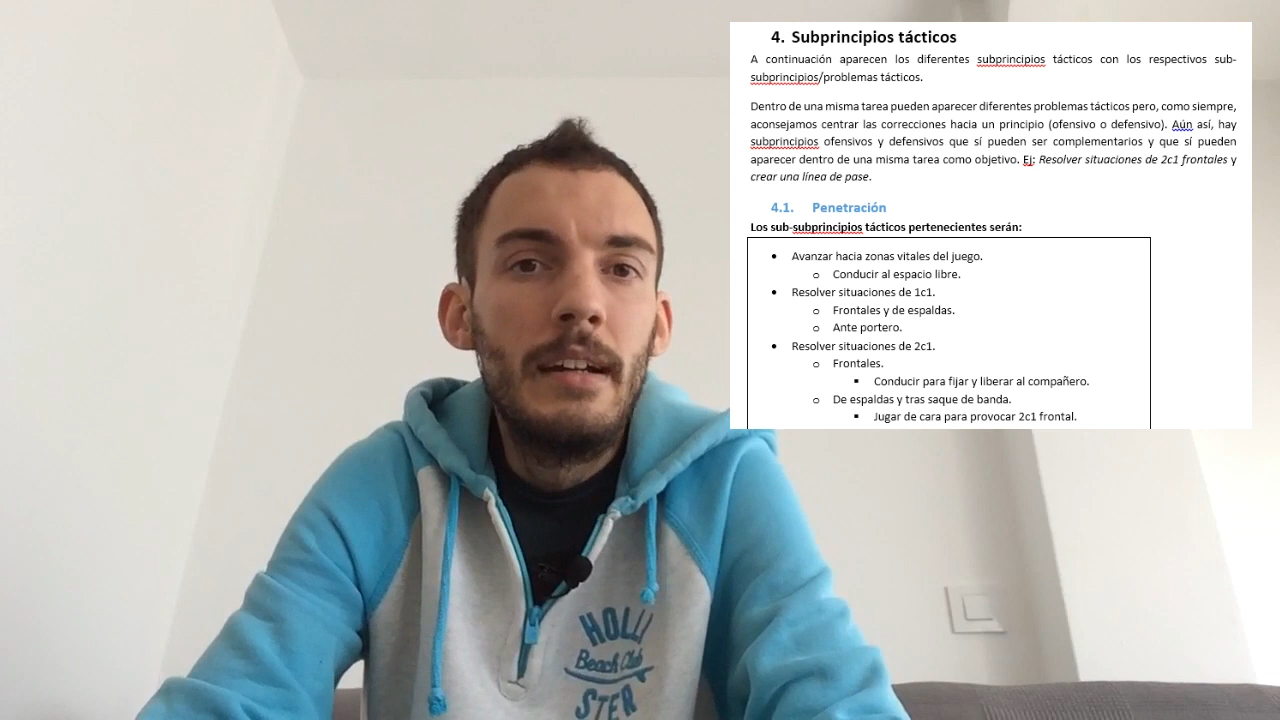 4. Subprincipios tácticos
A continuación aparecen los diferentes subprincipios tácticos con los respectivos sub-
subprincipios/problemas tácticos.
Dentro de una misma tarea pueden aparecer diferentes problemas tácticos pero, como siempre,
aconsejamos centrar las correcciones hacia un principio (ofensivo o defensivo). Aún así, hay
subprincipios ofensivos y defensivos que sí pueden ser complementarios y que sí pueden
aparecer dentro de una misma tarea como objetivo. Ej: Resolver situaciones de 2c1 frontales y
crear una línea de pase.
4.1. Penetración
Los sub-subprincipios tácticos pertenecientes serán:
• Avanzar hacia zonas vitales del juego.
o Conducir al espacio libre.
• Resolver situaciones de 1c1.
o Frontales y de espaldas.
o Ante portero.
• Resolver situaciones de 2c1.
o Frontales.
▪ Conducir para fijar y liberar al compañero.
o De espaldas y tras saque de banda.
▪ Jugar de cara para provocar 2c1 frontal.
HOLLI
Beach Club
STER